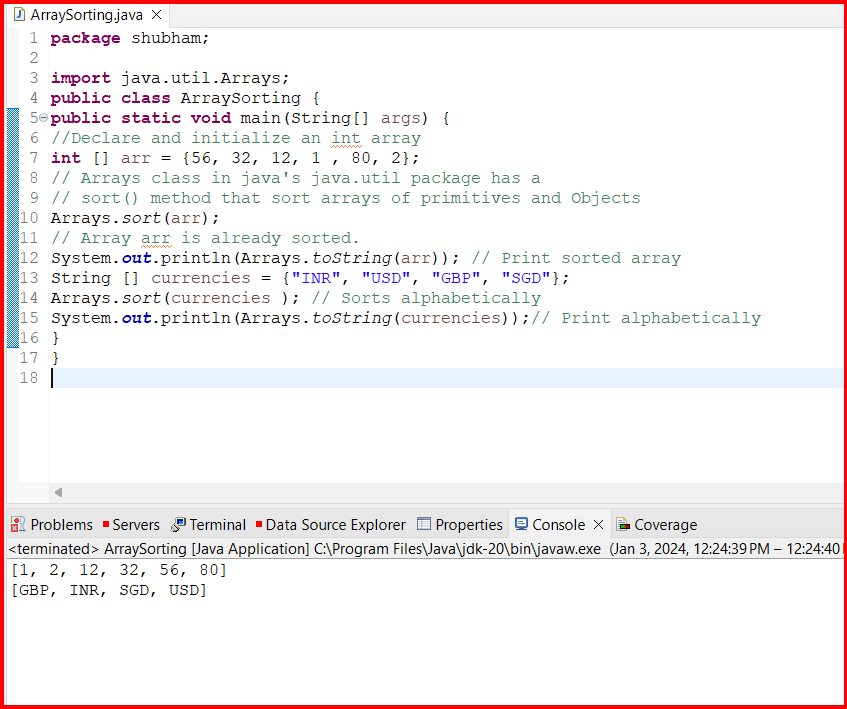 ArraySorting.java
1 package shubham;
2
3 import java.util.Arrays;
4 public class ArraySorting {
5 public static void main(String[] args) {
6 //Declare and initialize an int array
7 int [] arr = {56, 32, 12, 1 , 80, 2};
8 // Arrays class in java's java.util package has a
9 // sort() method that sort arrays of primitives and Objects
10 Arrays.sort(arr);
11 // Array arr is already sorted.
12 System.out.println(Arrays.toString(arr)); // Print sorted array
13 String [] currencies = {"INR", "USD", "GBP", "SGD"};
14 Arrays.sort(currencies ); // Sorts alphabetically
15 System.out.println(Arrays.toString(currencies));// Print alphabetically
16 }
17 }
18
Problems Servers Terminal Data Source Explorer Properties Console Coverage
<terminated> ArraySorting [Java Application] C:\Program Files\Java\jdk-20\bin\javaw.exe (Jan 3, 2024, 12:24:39 PM – 12:24:40
[1, 2, 12, 32, 56, 80]
[GBP, INR, SGD, USD]